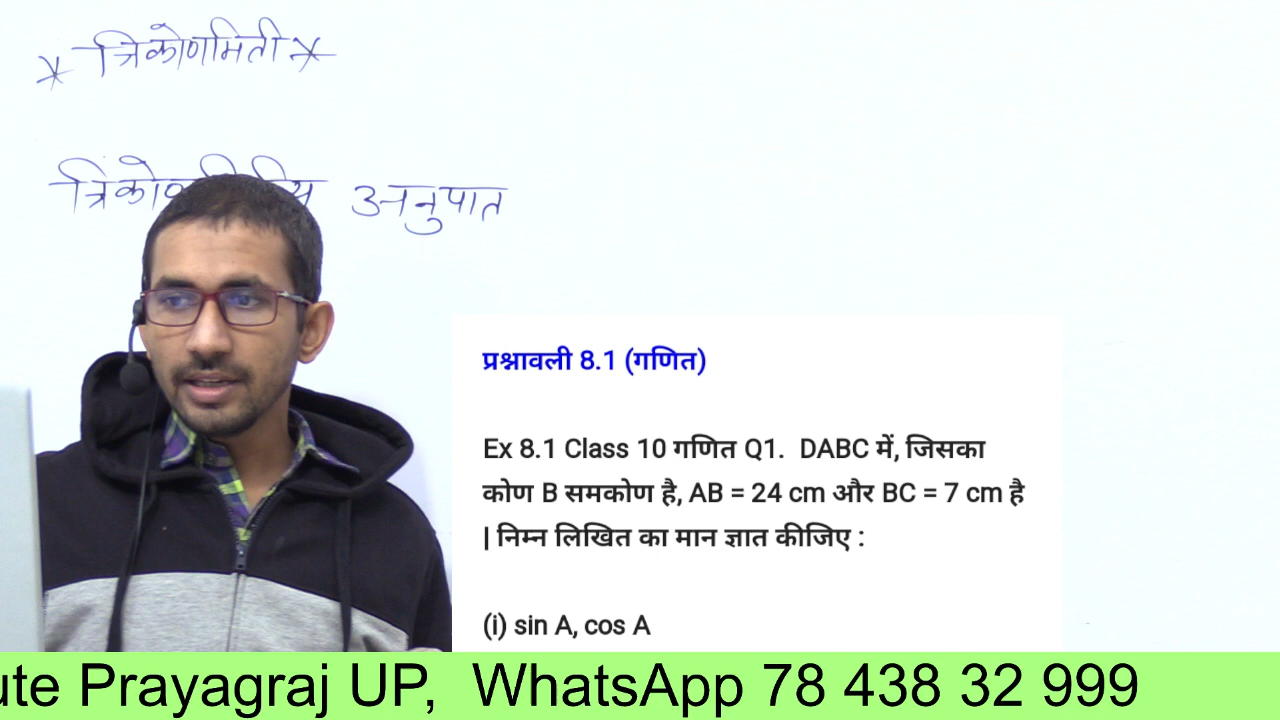 * त्रिकोणमिती *
अनुपात
प्रश्नावली 8.1 (गणित)
Ex 8.1 Class 10 गणित Q1. DABC में, जिसका
कोण B समकोण है, AB = 24 cm और BC = 7 cm है
| निम्न लिखित का मान ज्ञात कीजिए :
(i) sin A, cos A
ute Prayagraj UP, WhatsApp 78 438 32 999